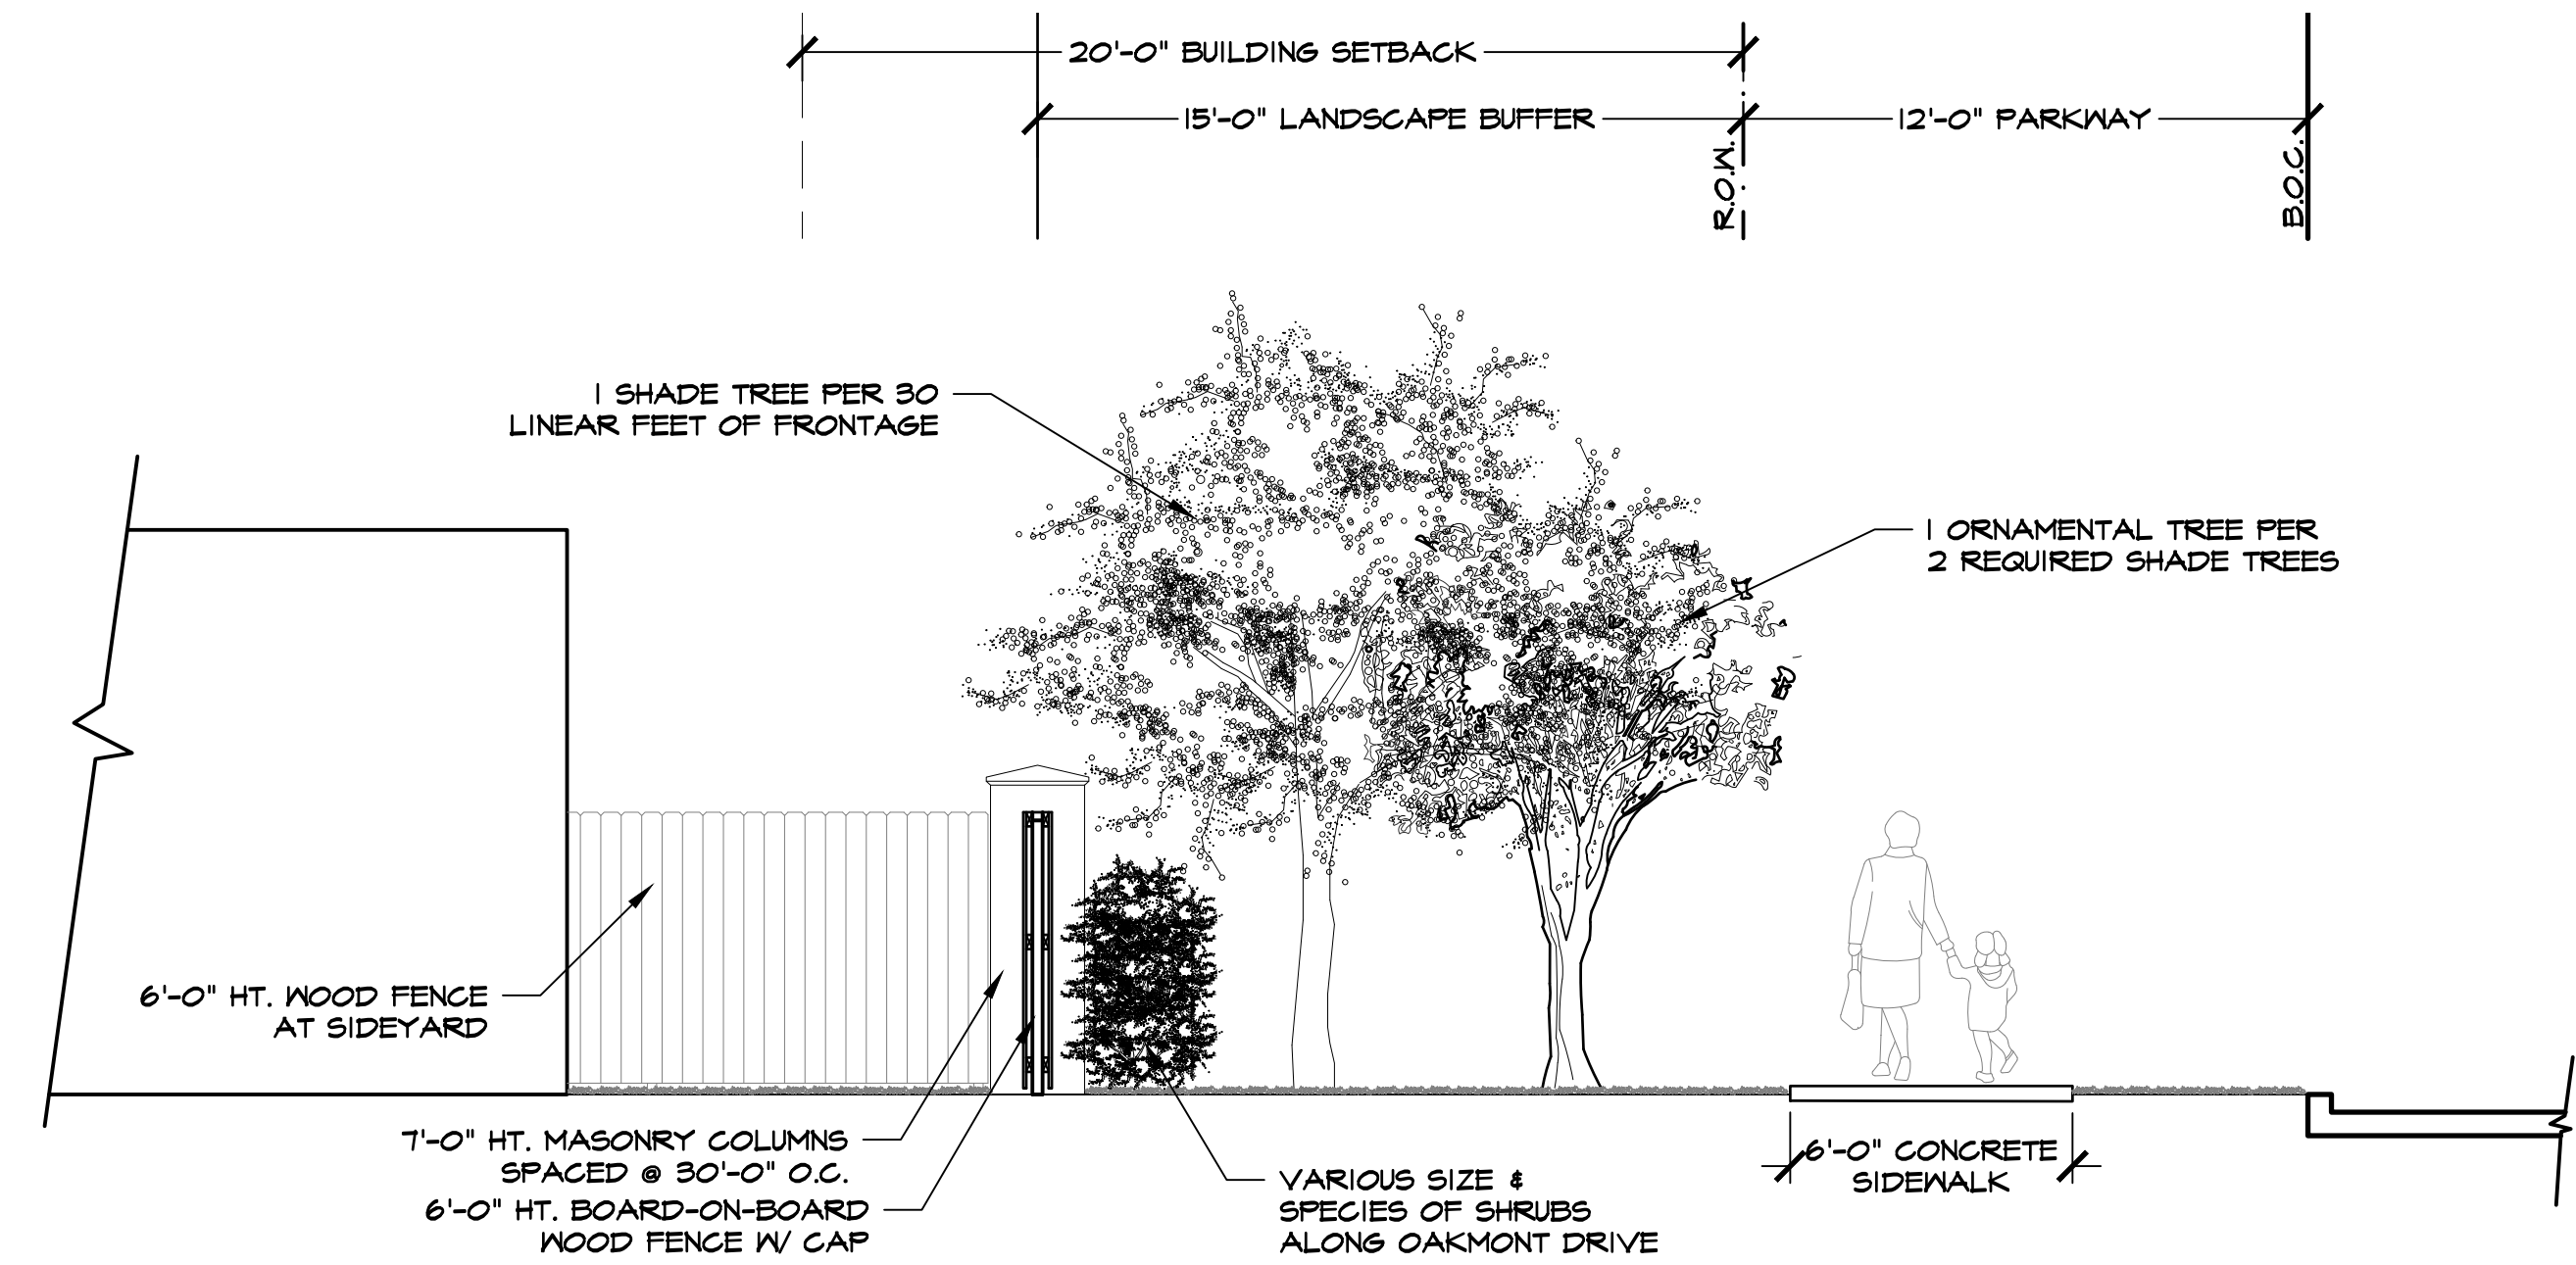 20'-0" BUILDING SETBACK
15'-0" LANDSCAPE BUFFER
12'-0" PARKWAY
R.O.W.
B.O.C.
1 SHADE TREE PER 30
LINEAR FEET OF FRONTAGE
1 ORNAMENTAL TREE PER
2 REQUIRED SHADE TREES
6'-0" HT. WOOD FENCE
AT SIDEYARD
7'-0" HT. MASONRY COLUMNS
SPACED @ 30'-0" O.C.
6'-0" HT. BOARD-ON-BOARD
WOOD FENCE W/ CAP
VARIOUS SIZE &
SPECIES OF SHRUBS
ALONG OAKMONT DRIVE
6'-0" CONCRETE
SIDEWALK